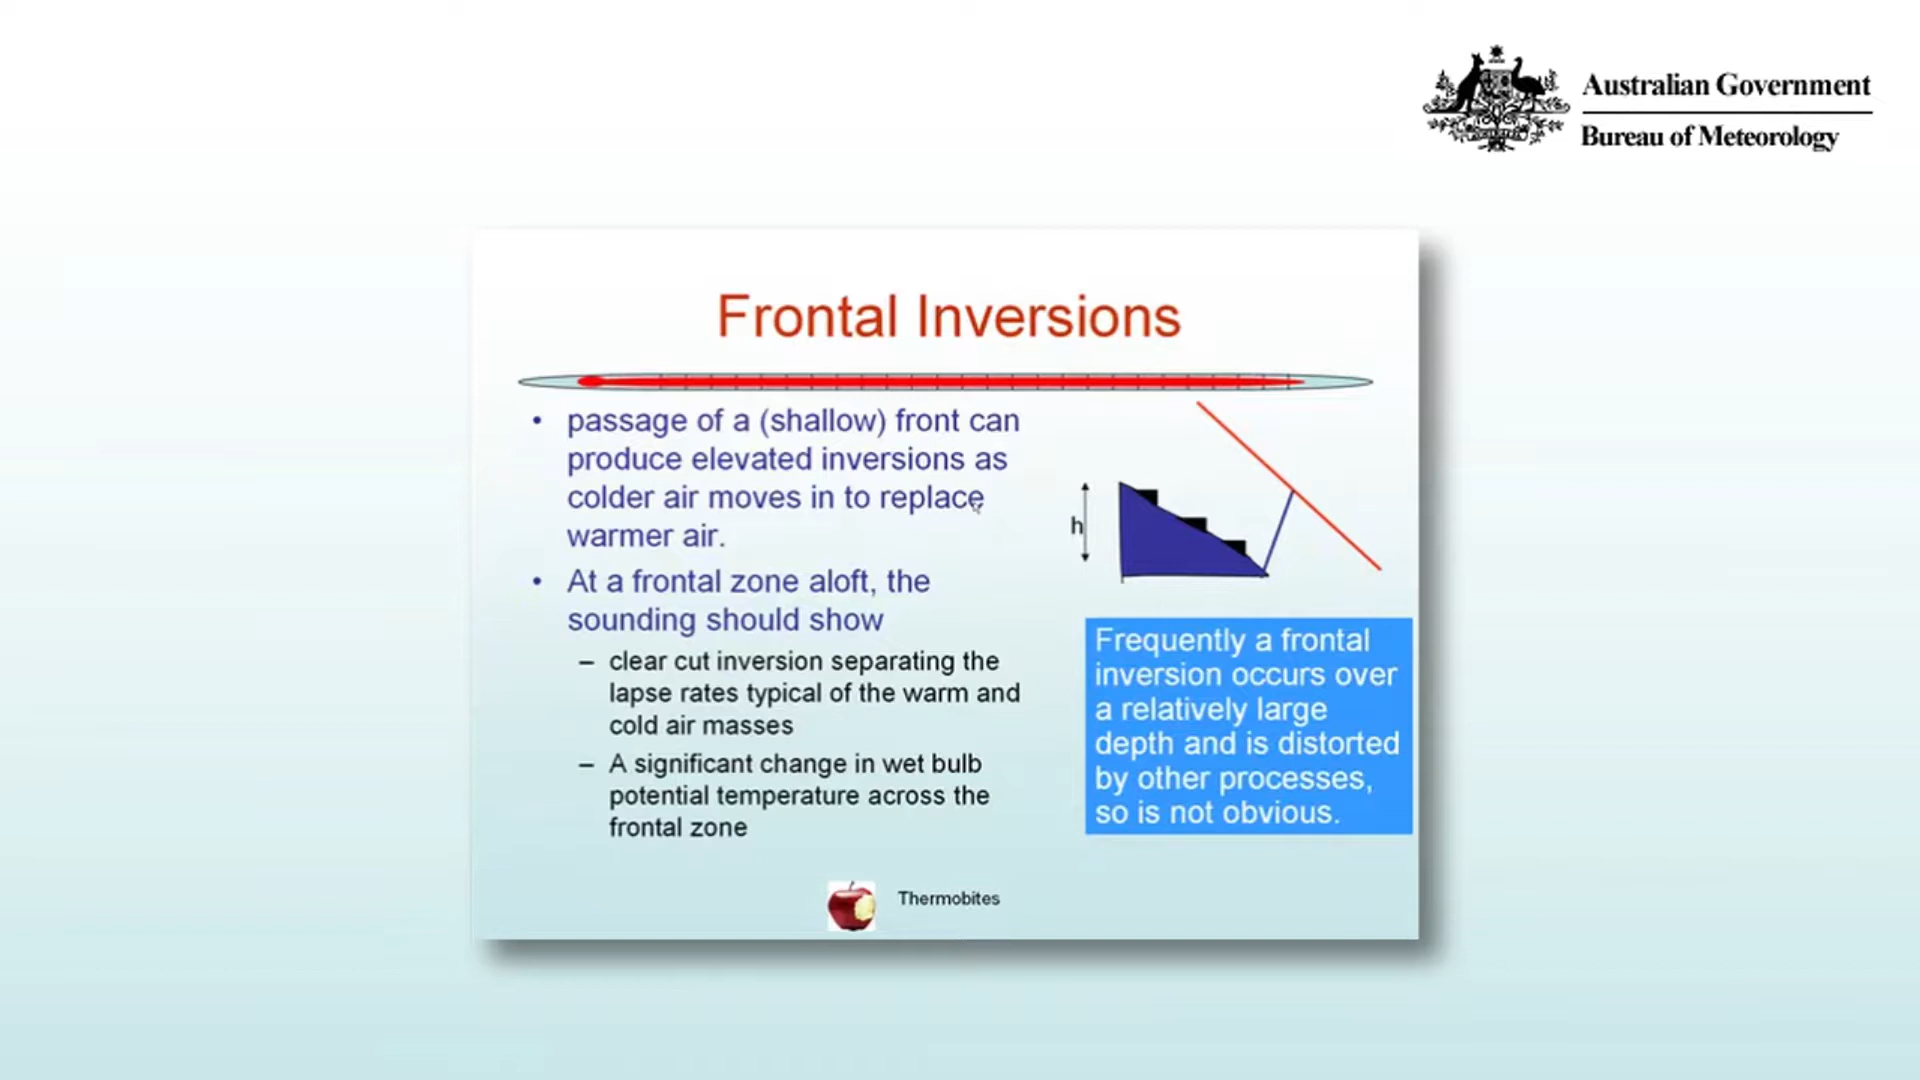 Australian Government
Bureau of Meteorology
Frontal Inversions
• passage of a (shallow) front can
produce elevated inversions as
colder air moves in to replace
warmer air.
• At a frontal zone aloft, the
sounding should show
– clear cut inversion separating the
lapse rates typical of the warm and
cold air masses
– A significant change in wet bulb
potential temperature across the
frontal zone
h
Frequently a frontal
inversion occurs over
a relatively large
depth and is distorted
by other processes,
so is not obvious.
Thermobites